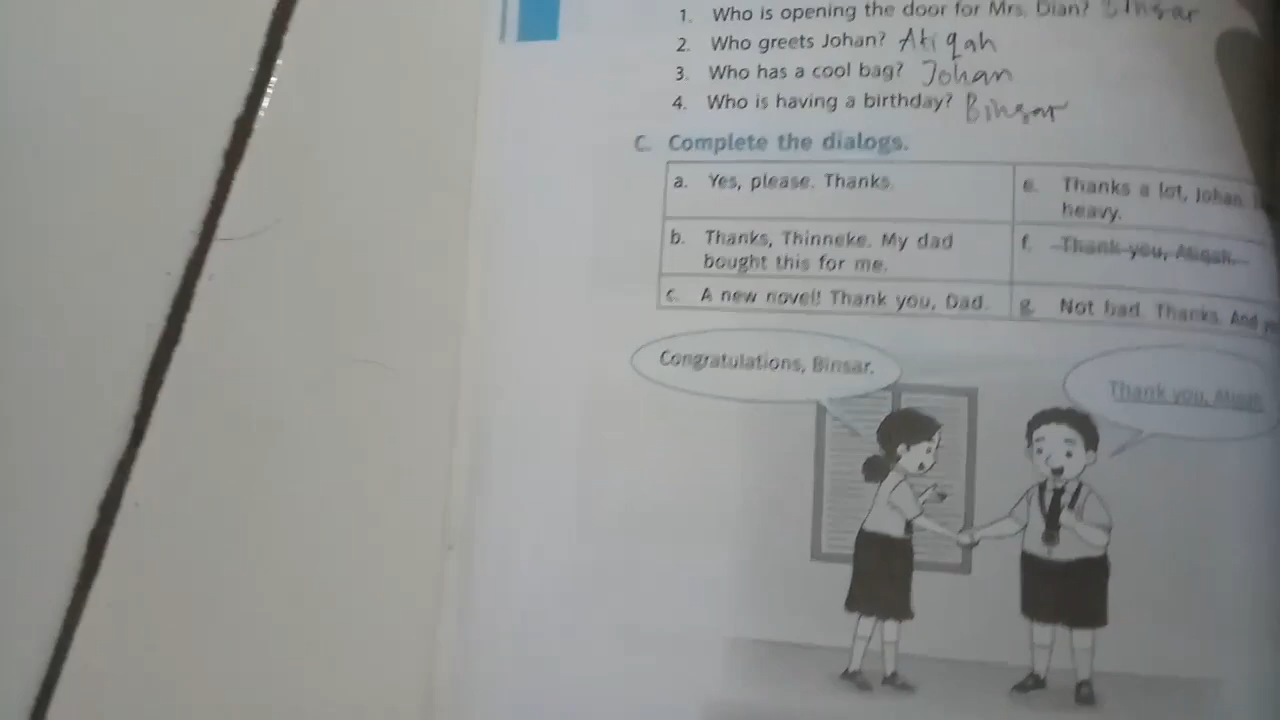 1. Who is opening the door for Mrs. Dian? Binsar
2. Who greets Johan? Atiqah
3. Who has a cool bag? Johan
4. Who is having a birthday? Binsar
C. Complete the dialogs.
a. Yes, please. Thanks.
b. Thanks, Thinneke. My dad
bought this for me.
c. A new novel! Thank you, Dad.
e. Thanks a lot, Johan.
heavy.
f. Thank you, Atiqah.
g. Not bad. Thanks. And
Congratulations, Binsar.
Thank you, Atiqah.